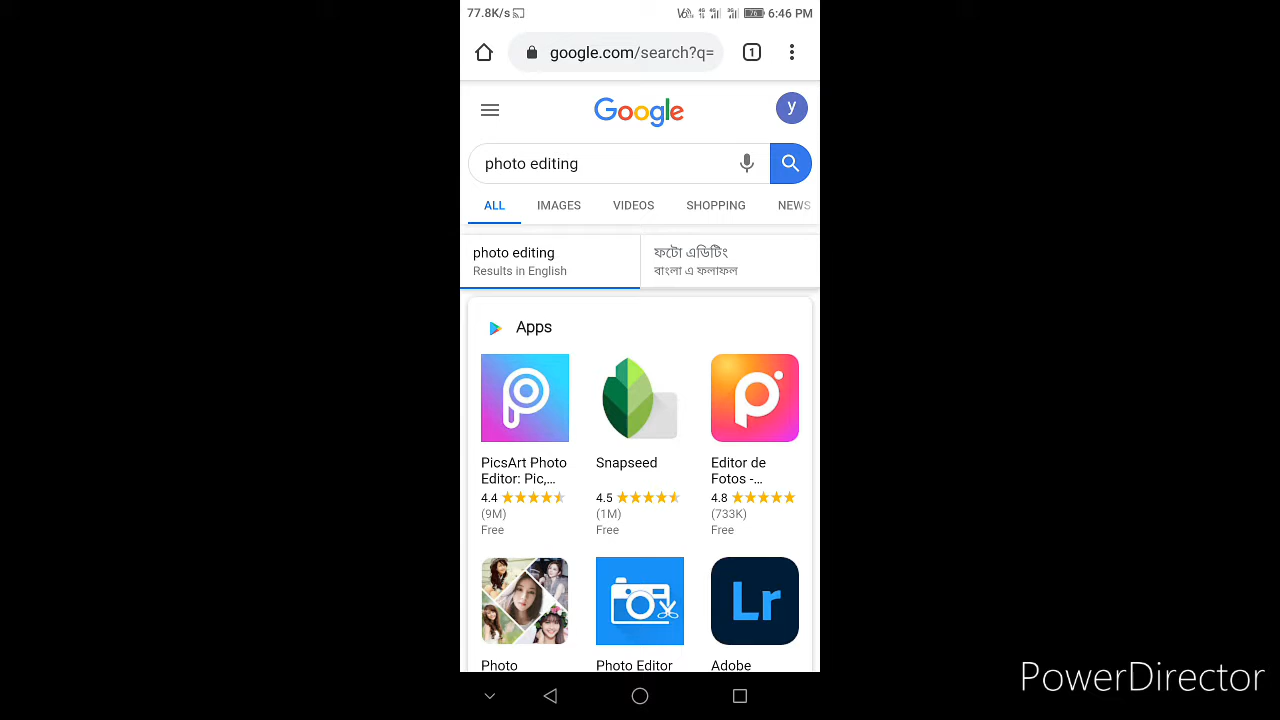 77.8K/s 6:46 PM
google.com/search?q= 1
Google y
photo editing
ALL IMAGES VIDEOS SHOPPING NEWS
photo editing
Results in English
ফটো এডিটিং
বাংলা এ ফলাফল
Apps
PicsArt Photo
Editor: Pic,...
4.4
(9M)
Free
Snapseed
4.5
(1M)
Free
Editor de
Fotos -...
4.8
(733K)
Free
Lr
Photo
Photo Editor
Adobe
PowerDirector